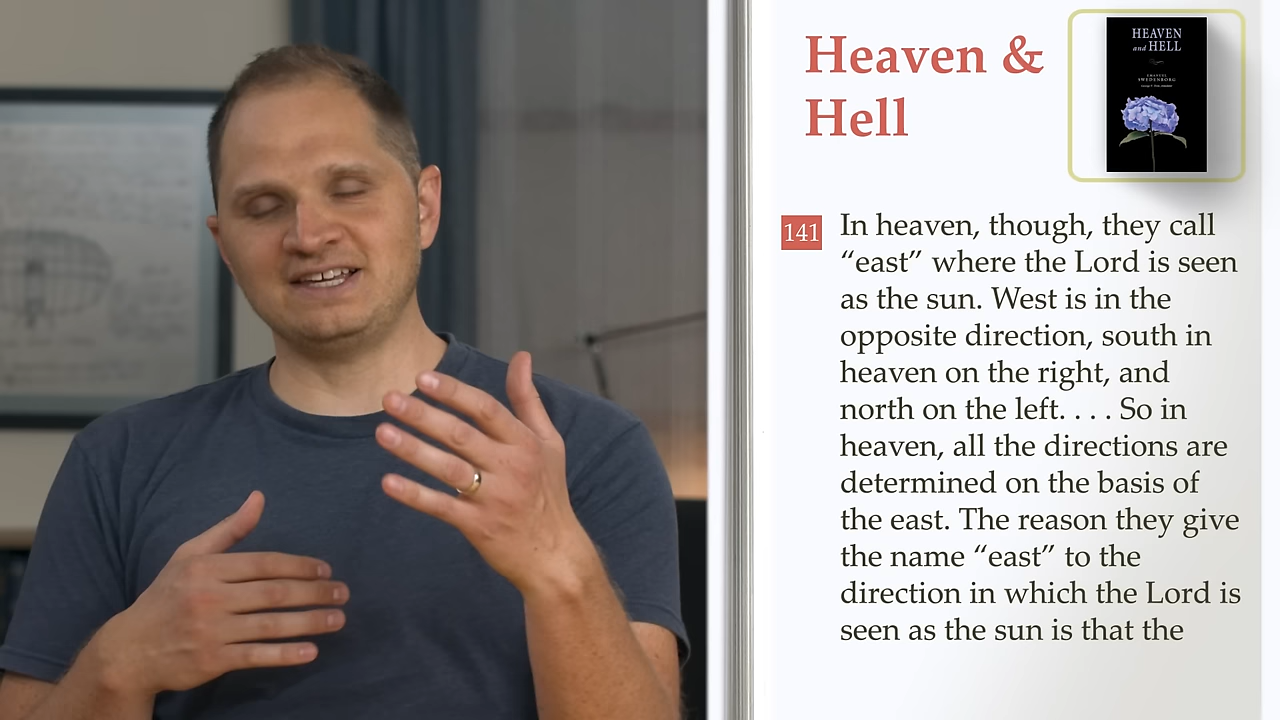 Heaven &
Hell
HEAVEN
and HELL
EMANUEL
SWEDENBORG
141
In heaven, though, they call
“east” where the Lord is seen
as the sun. West is in the
opposite direction, south in
heaven on the right, and
north on the left. . . . So in
heaven, all the directions are
determined on the basis of
the east. The reason they give
the name “east” to the
direction in which the Lord is
seen as the sun is that the